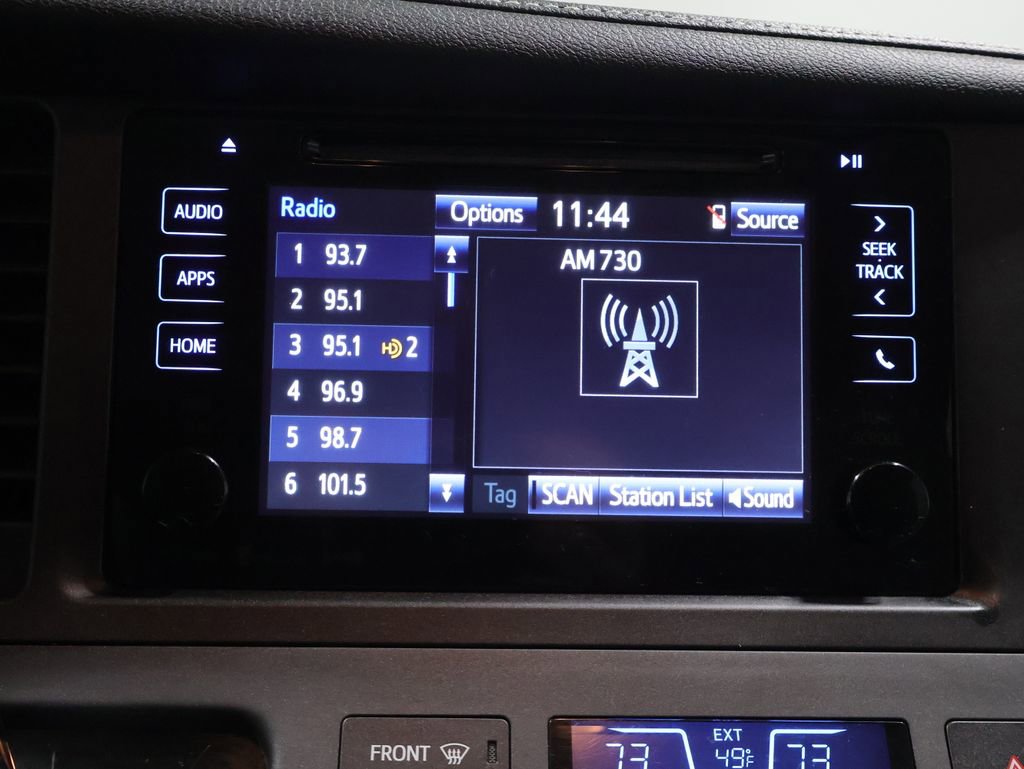 AUDIO
APPS
HOME
Radio
Options
11:44
Source
1 93.7
2 95.1
3 95.1 HD 2
4 96.9
5 98.7
6 101.5
AM 730
Tag
SCAN
Station List
Sound
SEEK
TRACK
FRONT
73
EXT
49°F
73